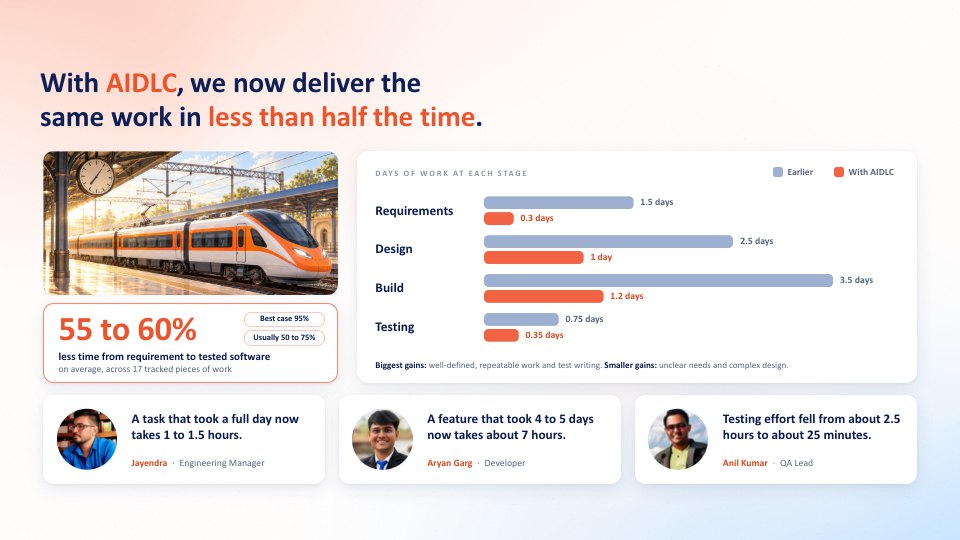 With AIDLC, we now deliver the
same work in less than half the time.
DAYS OF WORK AT EACH STAGE
Earlier
With AIDLC
Requirements
1.5 days
0.3 days
Design
2.5 days
1 day
Build
3.5 days
1.2 days
Testing
0.75 days
0.35 days
Biggest gains: well-defined, repeatable work and test writing. Smaller gains: unclear needs and complex design.
55 to 60%
Best case 95%
Usually 50 to 75%
less time from requirement to tested software
on average, across 17 tracked pieces of work
A task that took a full day now
takes 1 to 1.5 hours.
Jayendra · Engineering Manager
A feature that took 4 to 5 days
now takes about 7 hours.
Aryan Garg · Developer
Testing effort fell from about 2.5
hours to about 25 minutes.
Anil Kumar · QA Lead